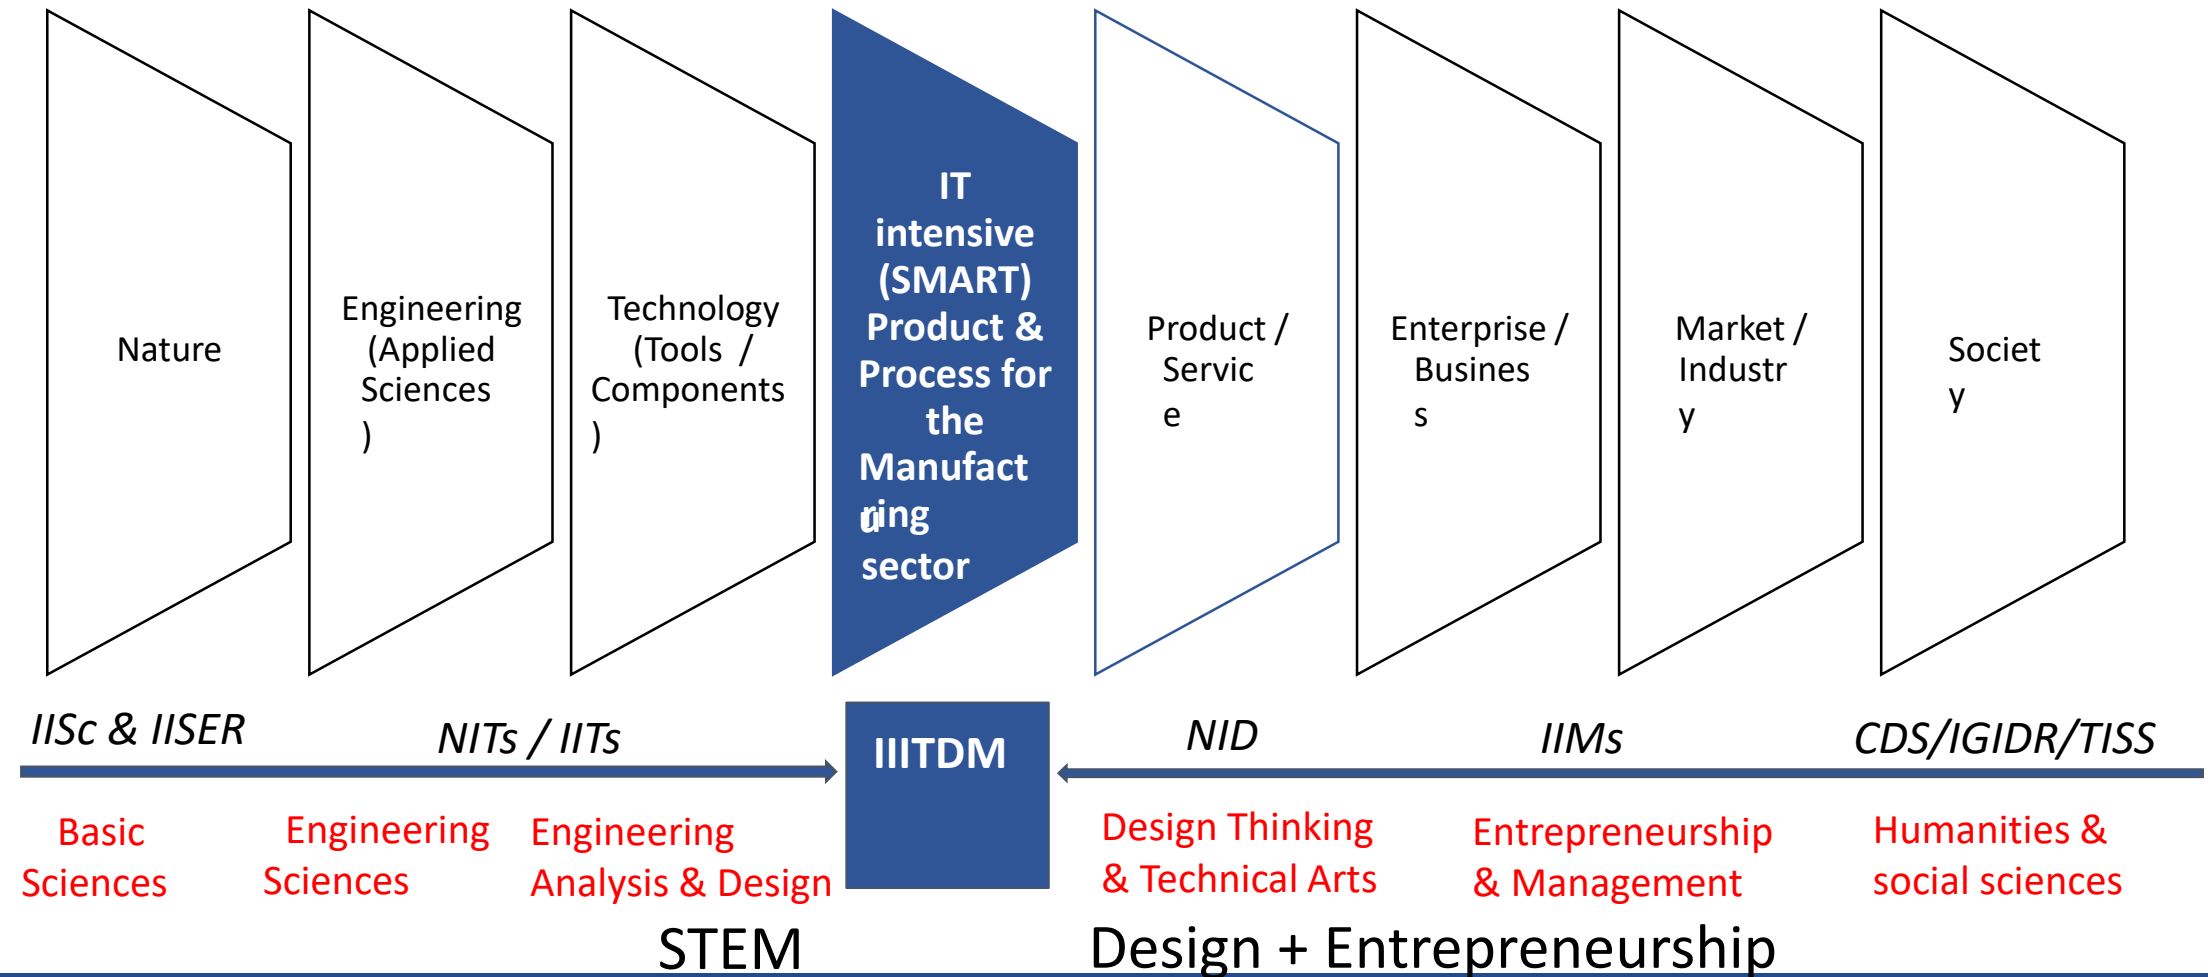 Nature
Engineering
(Applied
Sciences
)
Technology
(Tools /
Components
)
IT
intensive
(SMART)
Product &
Process for
the
Manufact
u
ring
sector
Product /
Servic
e
Enterprise /
Busines
s
Market /
Industr
y
Societ
y
IISc & IISER
NITs / IITs
IIITDM
NID
IIMs
CDS/IGIDR/TISS
Basic
Sciences
Engineering
Sciences
Engineering
Analysis & Design
Design Thinking
& Technical Arts
Entrepreneurship
& Management
Humanities &
social sciences
STEM
Design + Entrepreneurship